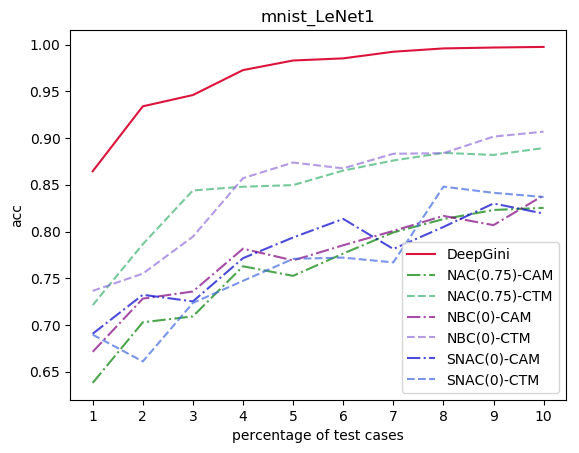 mnist_LeNet1
1.00
0.95
0.90
0.85
0.80
0.75
0.70
0.65
acc
1 2 3 4 5 6 7 8 9 10
percentage of test cases
DeepGini
NAC(0.75)-CAM
NAC(0.75)-CTM
NBC(0)-CAM
NBC(0)-CTM
SNAC(0)-CAM
SNAC(0)-CTM